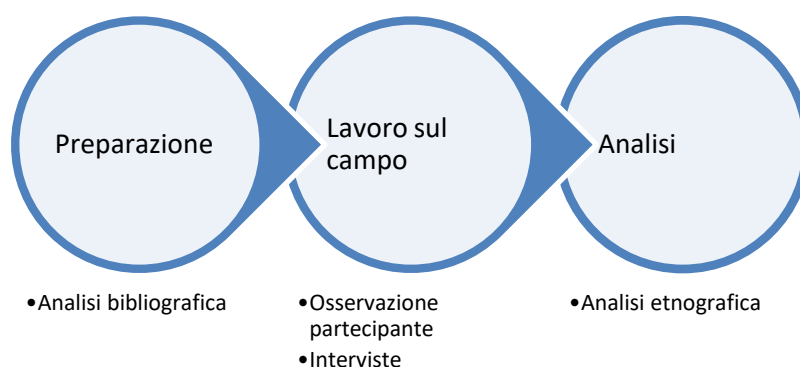 Preparazione
Lavoro sul
campo
Analisi
•Analisi bibliografica
•Osservazione
partecipante
•Interviste
•Analisi etnografica